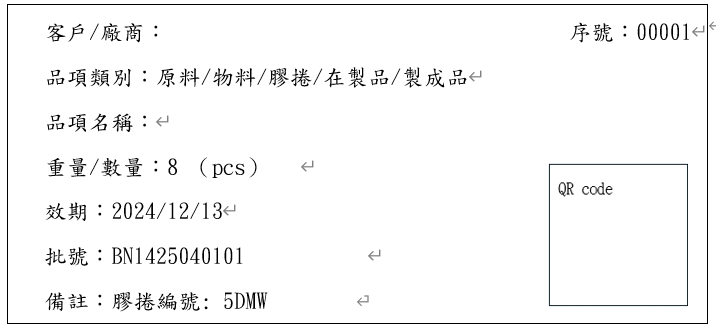 客戶/廠商：
序號：00001
品項類別：原料/物料/膠捲/在製品/製成品
品項名稱：
重量/數量：8 （pcs）
效期：2024/12/13
批號：BN1425040101
備註：膠捲編號: 5DMW
QR code